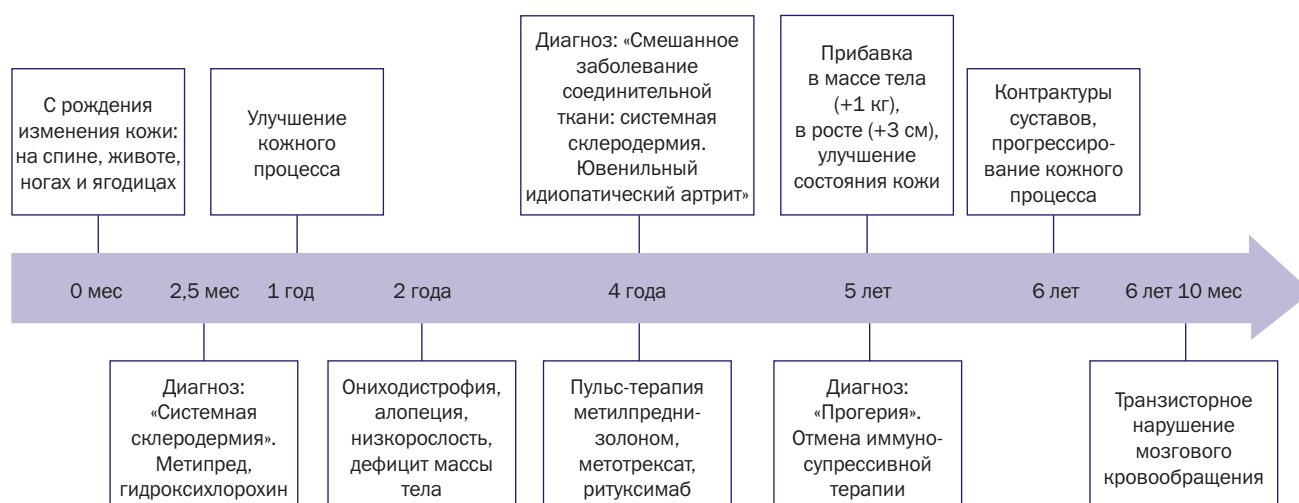 С рождения
изменения кожи:
на спине, животе,
ногах и ягодицах
Улучшение
кожного
процесса
Диагноз: «Смешанное
заболевание
соединительной
ткани: системная
склеродермия.
Ювенильный
идиопатический артрит»
Прибавка
в массе тела
(+1 кг),
в росте (+3 см),
улучшение
состояния кожи
Контрактуры
суставов,
прогрессиро-
вание кожного
процесса
0 мес
2,5 мес
1 год
2 года
4 года
5 лет
6 лет
6 лет 10 мес
Диагноз:
«Системная
склеродермия».
Метипред,
гидроксихлорохин
Ониходистрофия,
алопеция,
низкорослость,
дефицит массы
тела
Пульс-терапия
метилпредни-
золоном,
метотрексат,
ритуксимаб
Диагноз:
«Прогерия».
Отмена иммуно-
супрессивной
терапии
Транзисторное
нарушение
мозгового
кровообращения